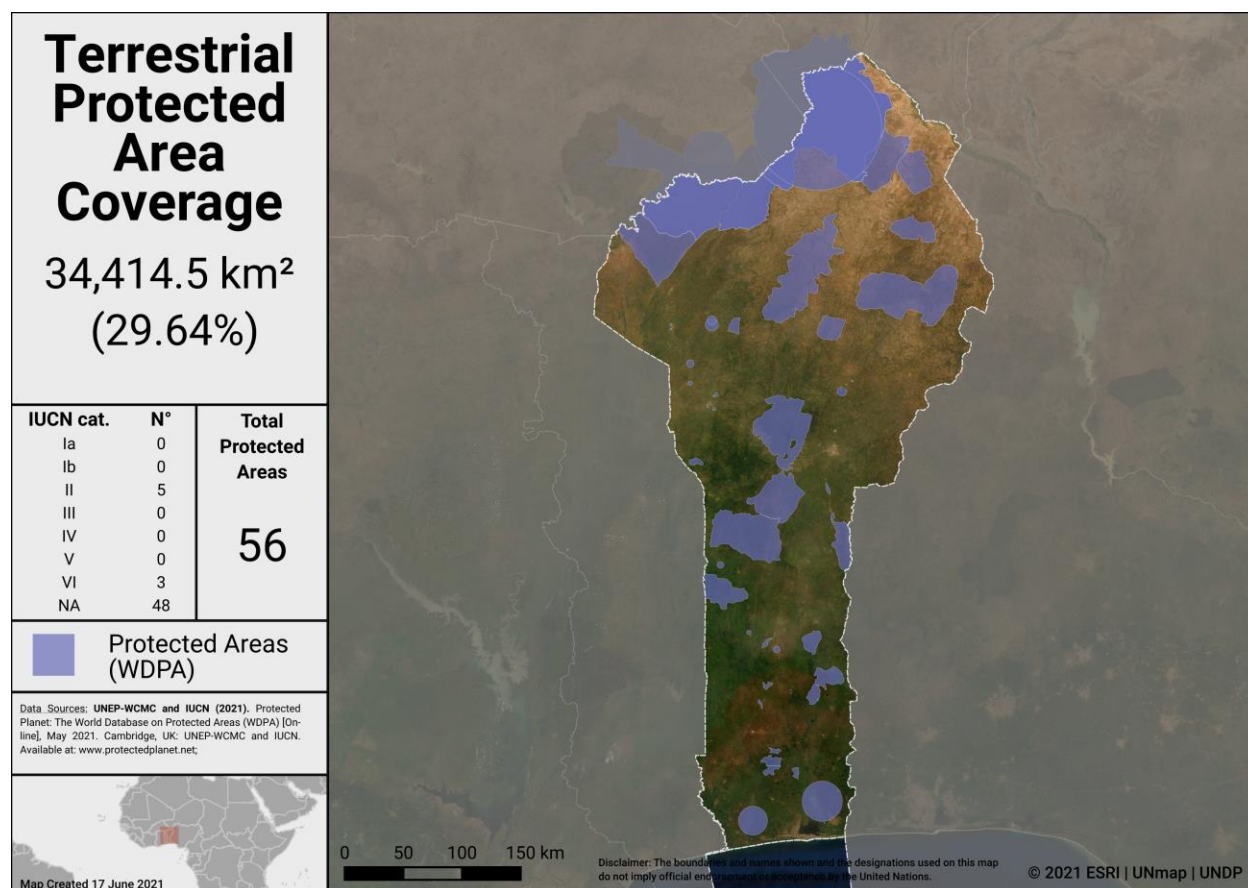 Terrestrial
Protected
Area
Coverage
34,414.5 km²
(29.64%)
IUCN cat. N°
Ia 0
Ib 0
II 5
III 0
IV 0
V 0
VI 3
NA 48
Total
Protected
Areas
56
Protected Areas
(WDPA)
Data Sources: UNEP-WCMC and IUCN (2021). Protected
Planet: The World Database on Protected Areas (WDPA) [On-
line], May 2021. Cambridge, UK: UNEP-WCMC and IUCN.
Available at: www.protectedplanet.net;
Map Created 17 June 2021
0 50 100 150 km
Disclaimer: The boundaries and names shown and the designations used on this map
do not imply official endorsement or acceptance by the United Nations.
© 2021 ESRI | UNmap | UNDP